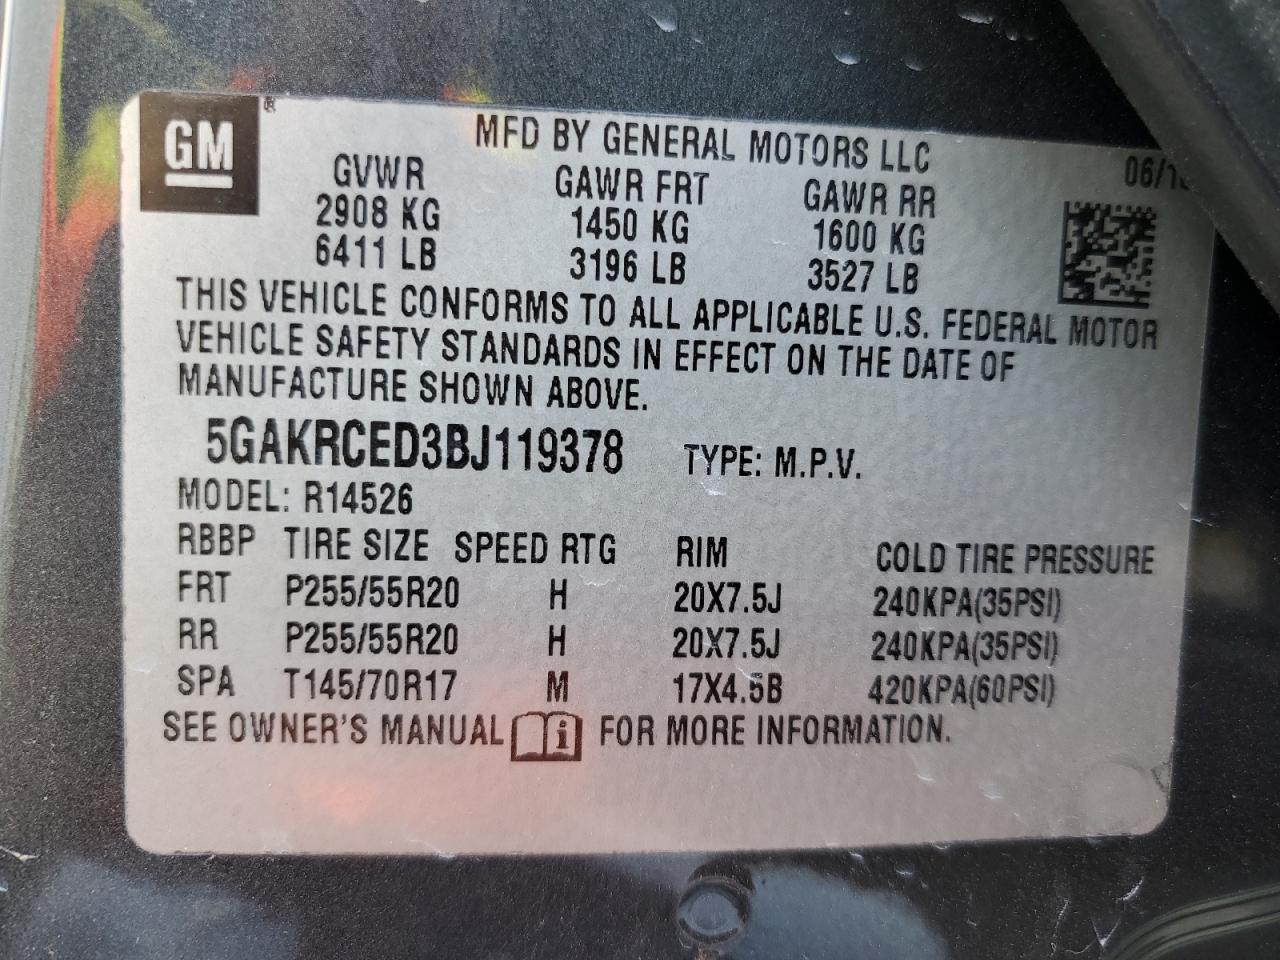 GM ®
MFD BY GENERAL MOTORS LLC
GVWR GAWR FRT GAWR RR
2908 KG 1450 KG 1600 KG
6411 LB 3196 LB 3527 LB
THIS VEHICLE CONFORMS TO ALL APPLICABLE U.S. FEDERAL MOTOR
VEHICLE SAFETY STANDARDS IN EFFECT ON THE DATE OF
MANUFACTURE SHOWN ABOVE.
5GAKRCED3BJ119378 TYPE: M.P.V.
MODEL: R14526
RBBP TIRE SIZE SPEED RTG RIM COLD TIRE PRESSURE
FRT P255/55R20 H 20X7.5J 240KPA(35PSI)
RR P255/55R20 H 20X7.5J 240KPA(35PSI)
SPA T145/70R17 M 17X4.5B 420KPA(60PSI)
SEE OWNER'S MANUAL i FOR MORE INFORMATION.